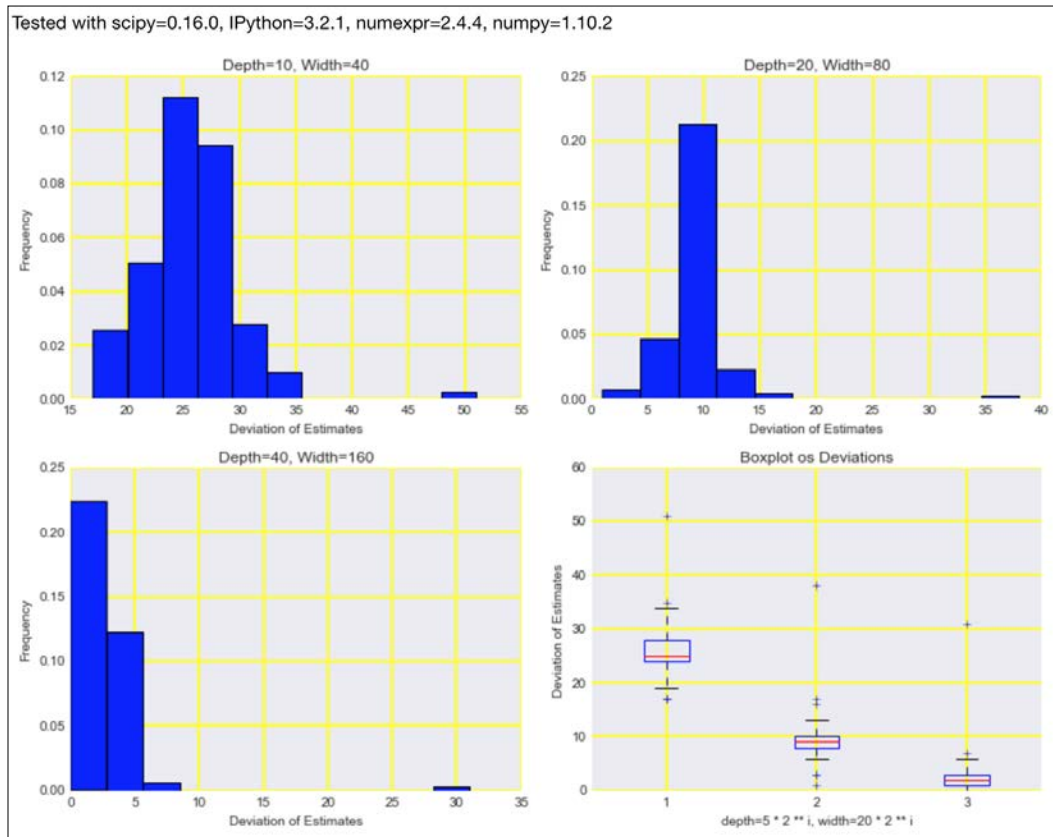 Tested with scipy=0.16.0, IPython=3.2.1, numexpr=2.4.4, numpy=1.10.2
Depth=10, Width=40
0.12
0.10
0.08
0.06
0.04
0.02
0.00
Frequency
15 20 25 30 35 40 45 50 55
Deviation of Estimates
Depth=20, Width=80
0.25
0.20
0.15
0.10
0.05
0.00
Frequency
0 5 10 15 20 25 30 35 40
Deviation of Estimates
Depth=40, Width=160
0.25
0.20
0.15
0.10
0.05
0.00
Frequency
0 5 10 15 20 25 30 35
Deviation of Estimates
Boxplot os Deviations
60
50
40
30
20
10
0
Deviation of Estimates
1 2 3
depth=5 * 2 ** i, width=20 * 2 ** i